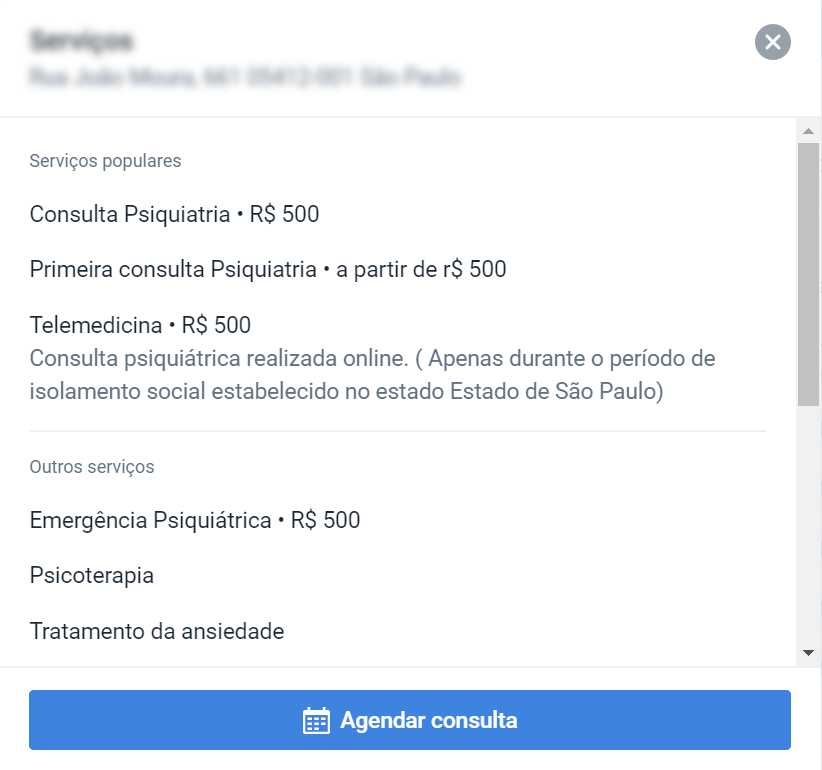 Serviços
Rua João Moura, 661 05412-001 São Paulo
Serviços populares
Consulta Psiquiatria • R$ 500
Primeira consulta Psiquiatria • a partir de r$ 500
Telemedicina • R$ 500
Consulta psiquiátrica realizada online. ( Apenas durante o período de
isolamento social estabelecido no estado Estado de São Paulo)
Outros serviços
Emergência Psiquiátrica • R$ 500
Psicoterapia
Tratamento da ansiedade
Agendar consulta